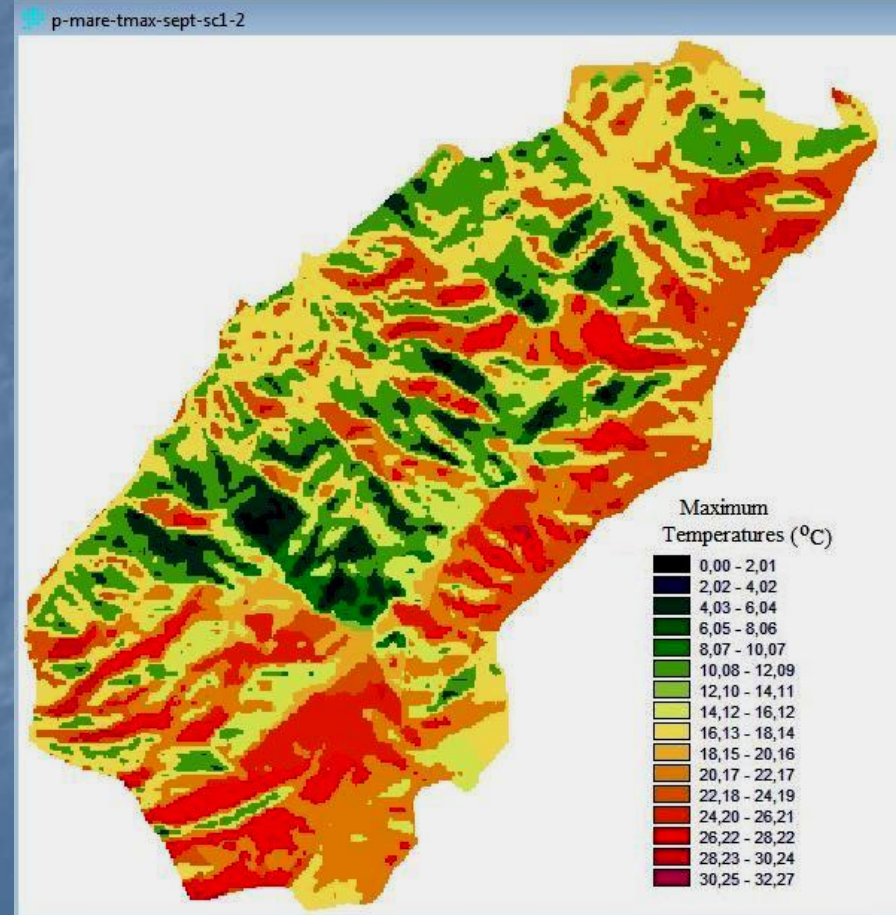 p-mare-tmax-sept-sc1-2
Maximum
Temperatures (°C)
0,00 - 2,01
2,02 - 4,02
4,03 - 6,04
6,05 - 8,06
8,07 - 10,07
10,08 - 12,09
12,10 - 14,11
14,12 - 16,12
16,13 - 18,14
18,15 - 20,16
20,17 - 22,17
22,18 - 24,19
24,20 - 26,21
26,22 - 28,22
28,23 - 30,24
30,25 - 32,27